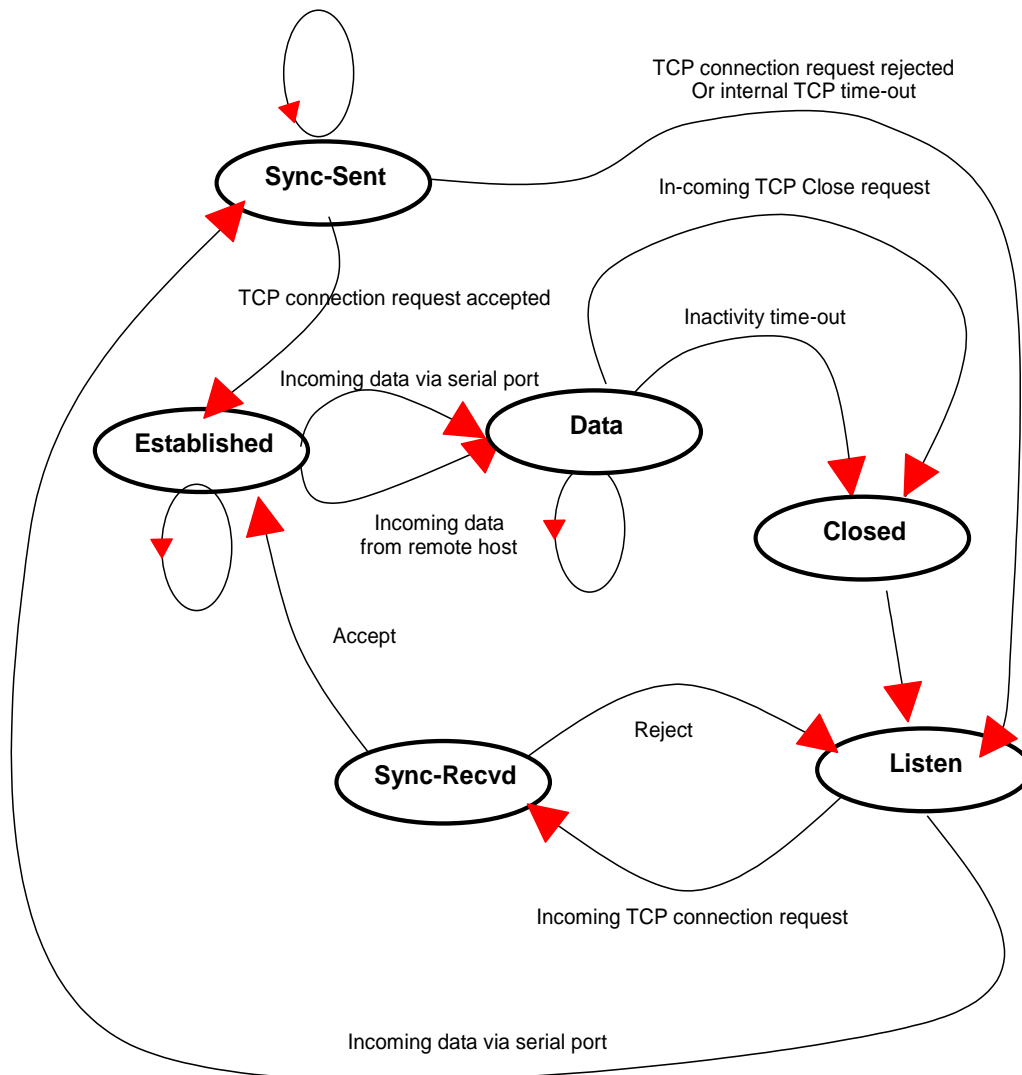 TCP connection request rejected
Or internal TCP time-out
Sync-Sent
In-coming TCP Close request
TCP connection request accepted
Inactivity time-out
Incoming data via serial port
Data
Established
Incoming data
from remote host
Closed
Accept
Reject
Sync-Recvd
Listen
Incoming TCP connection request
Incoming data via serial port